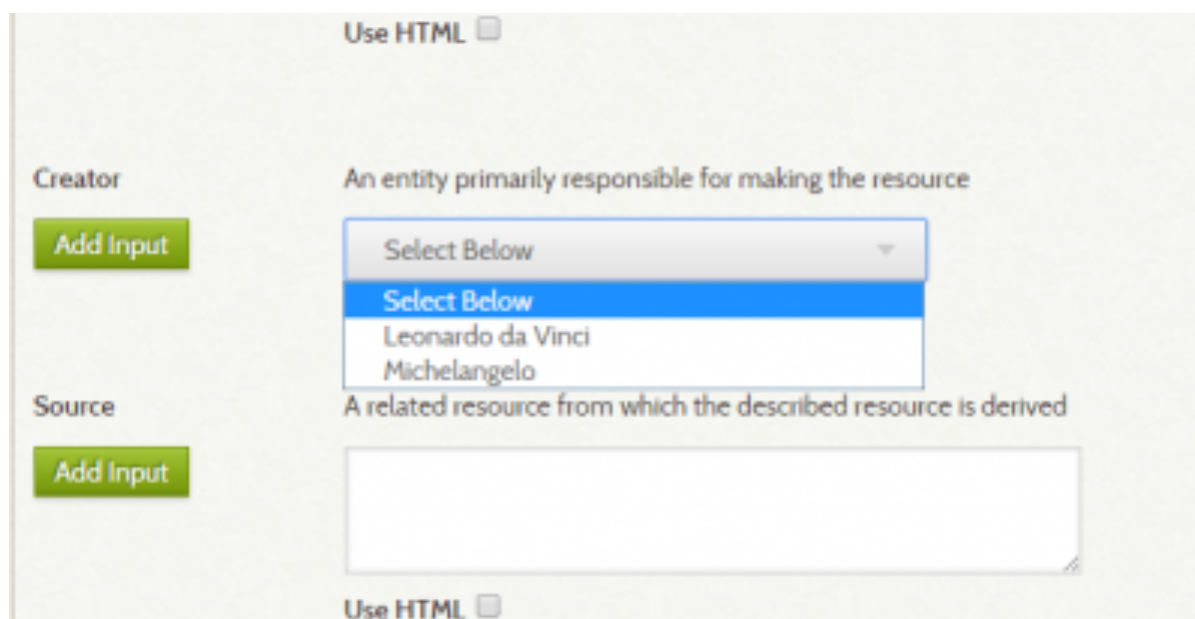 Use HTML
Creator
An entity primarily responsible for making the resource
Add Input
Select Below
Select Below
Leonardo da Vinci
Michelangelo
Source
A related resource from which the described resource is derived
Add Input
Use HTML